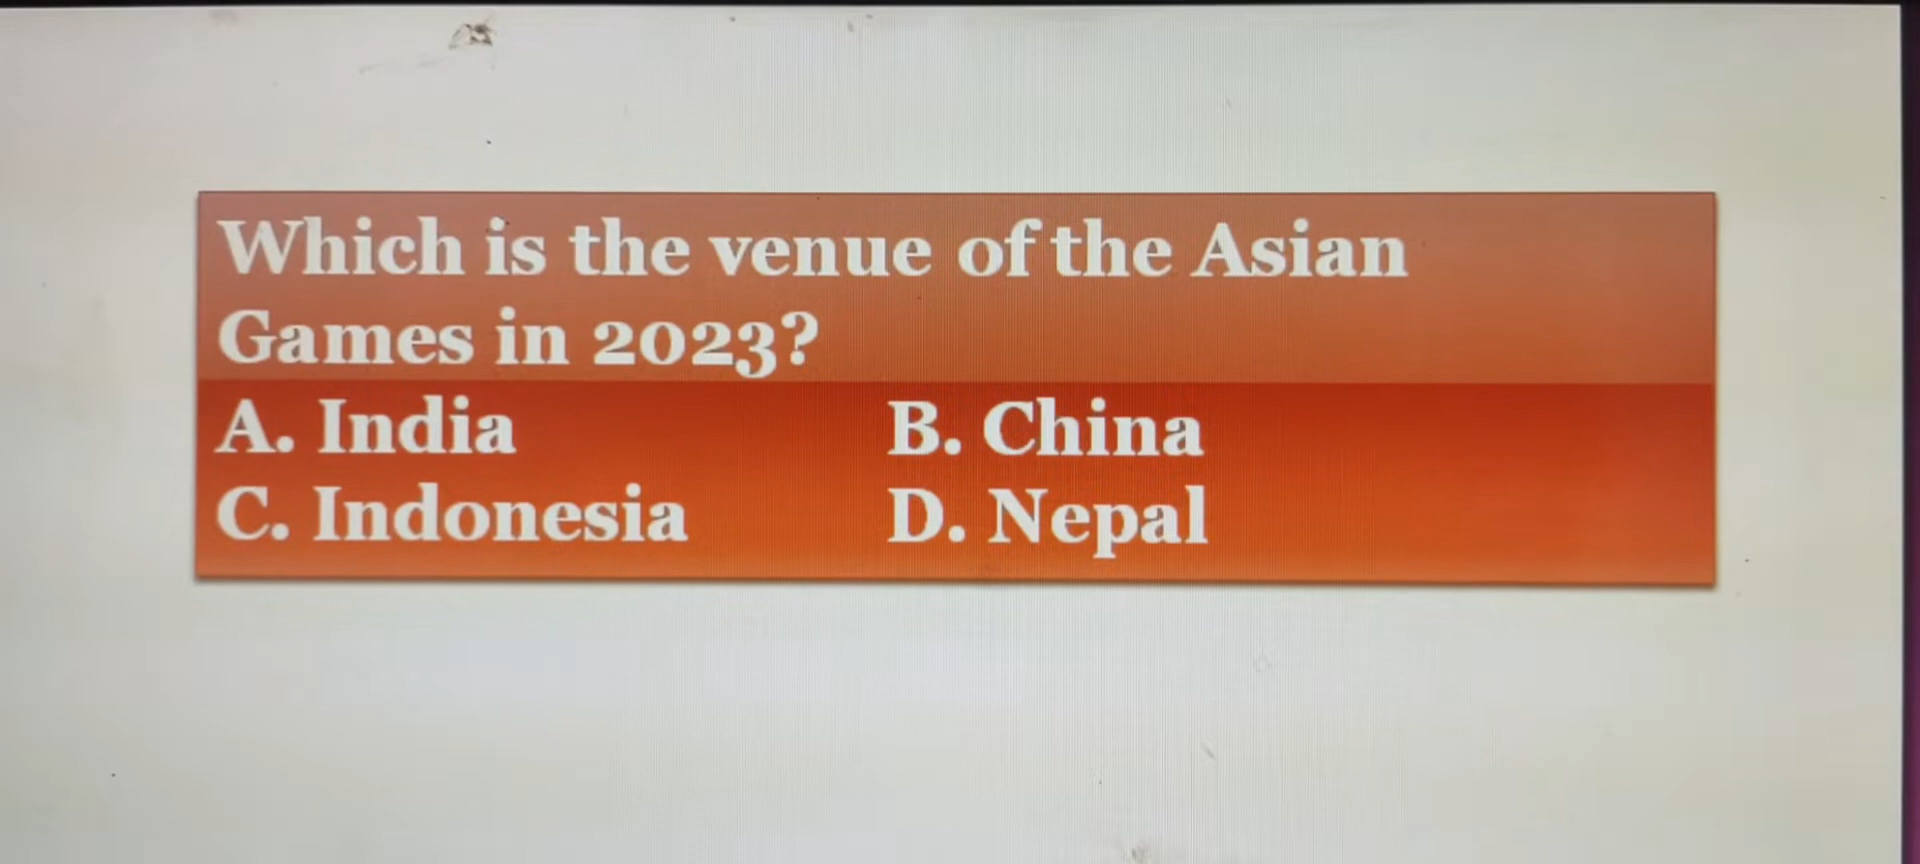 Which is the venue of the Asian
Games in 2023?
A. India B. China
C. Indonesia D. Nepal